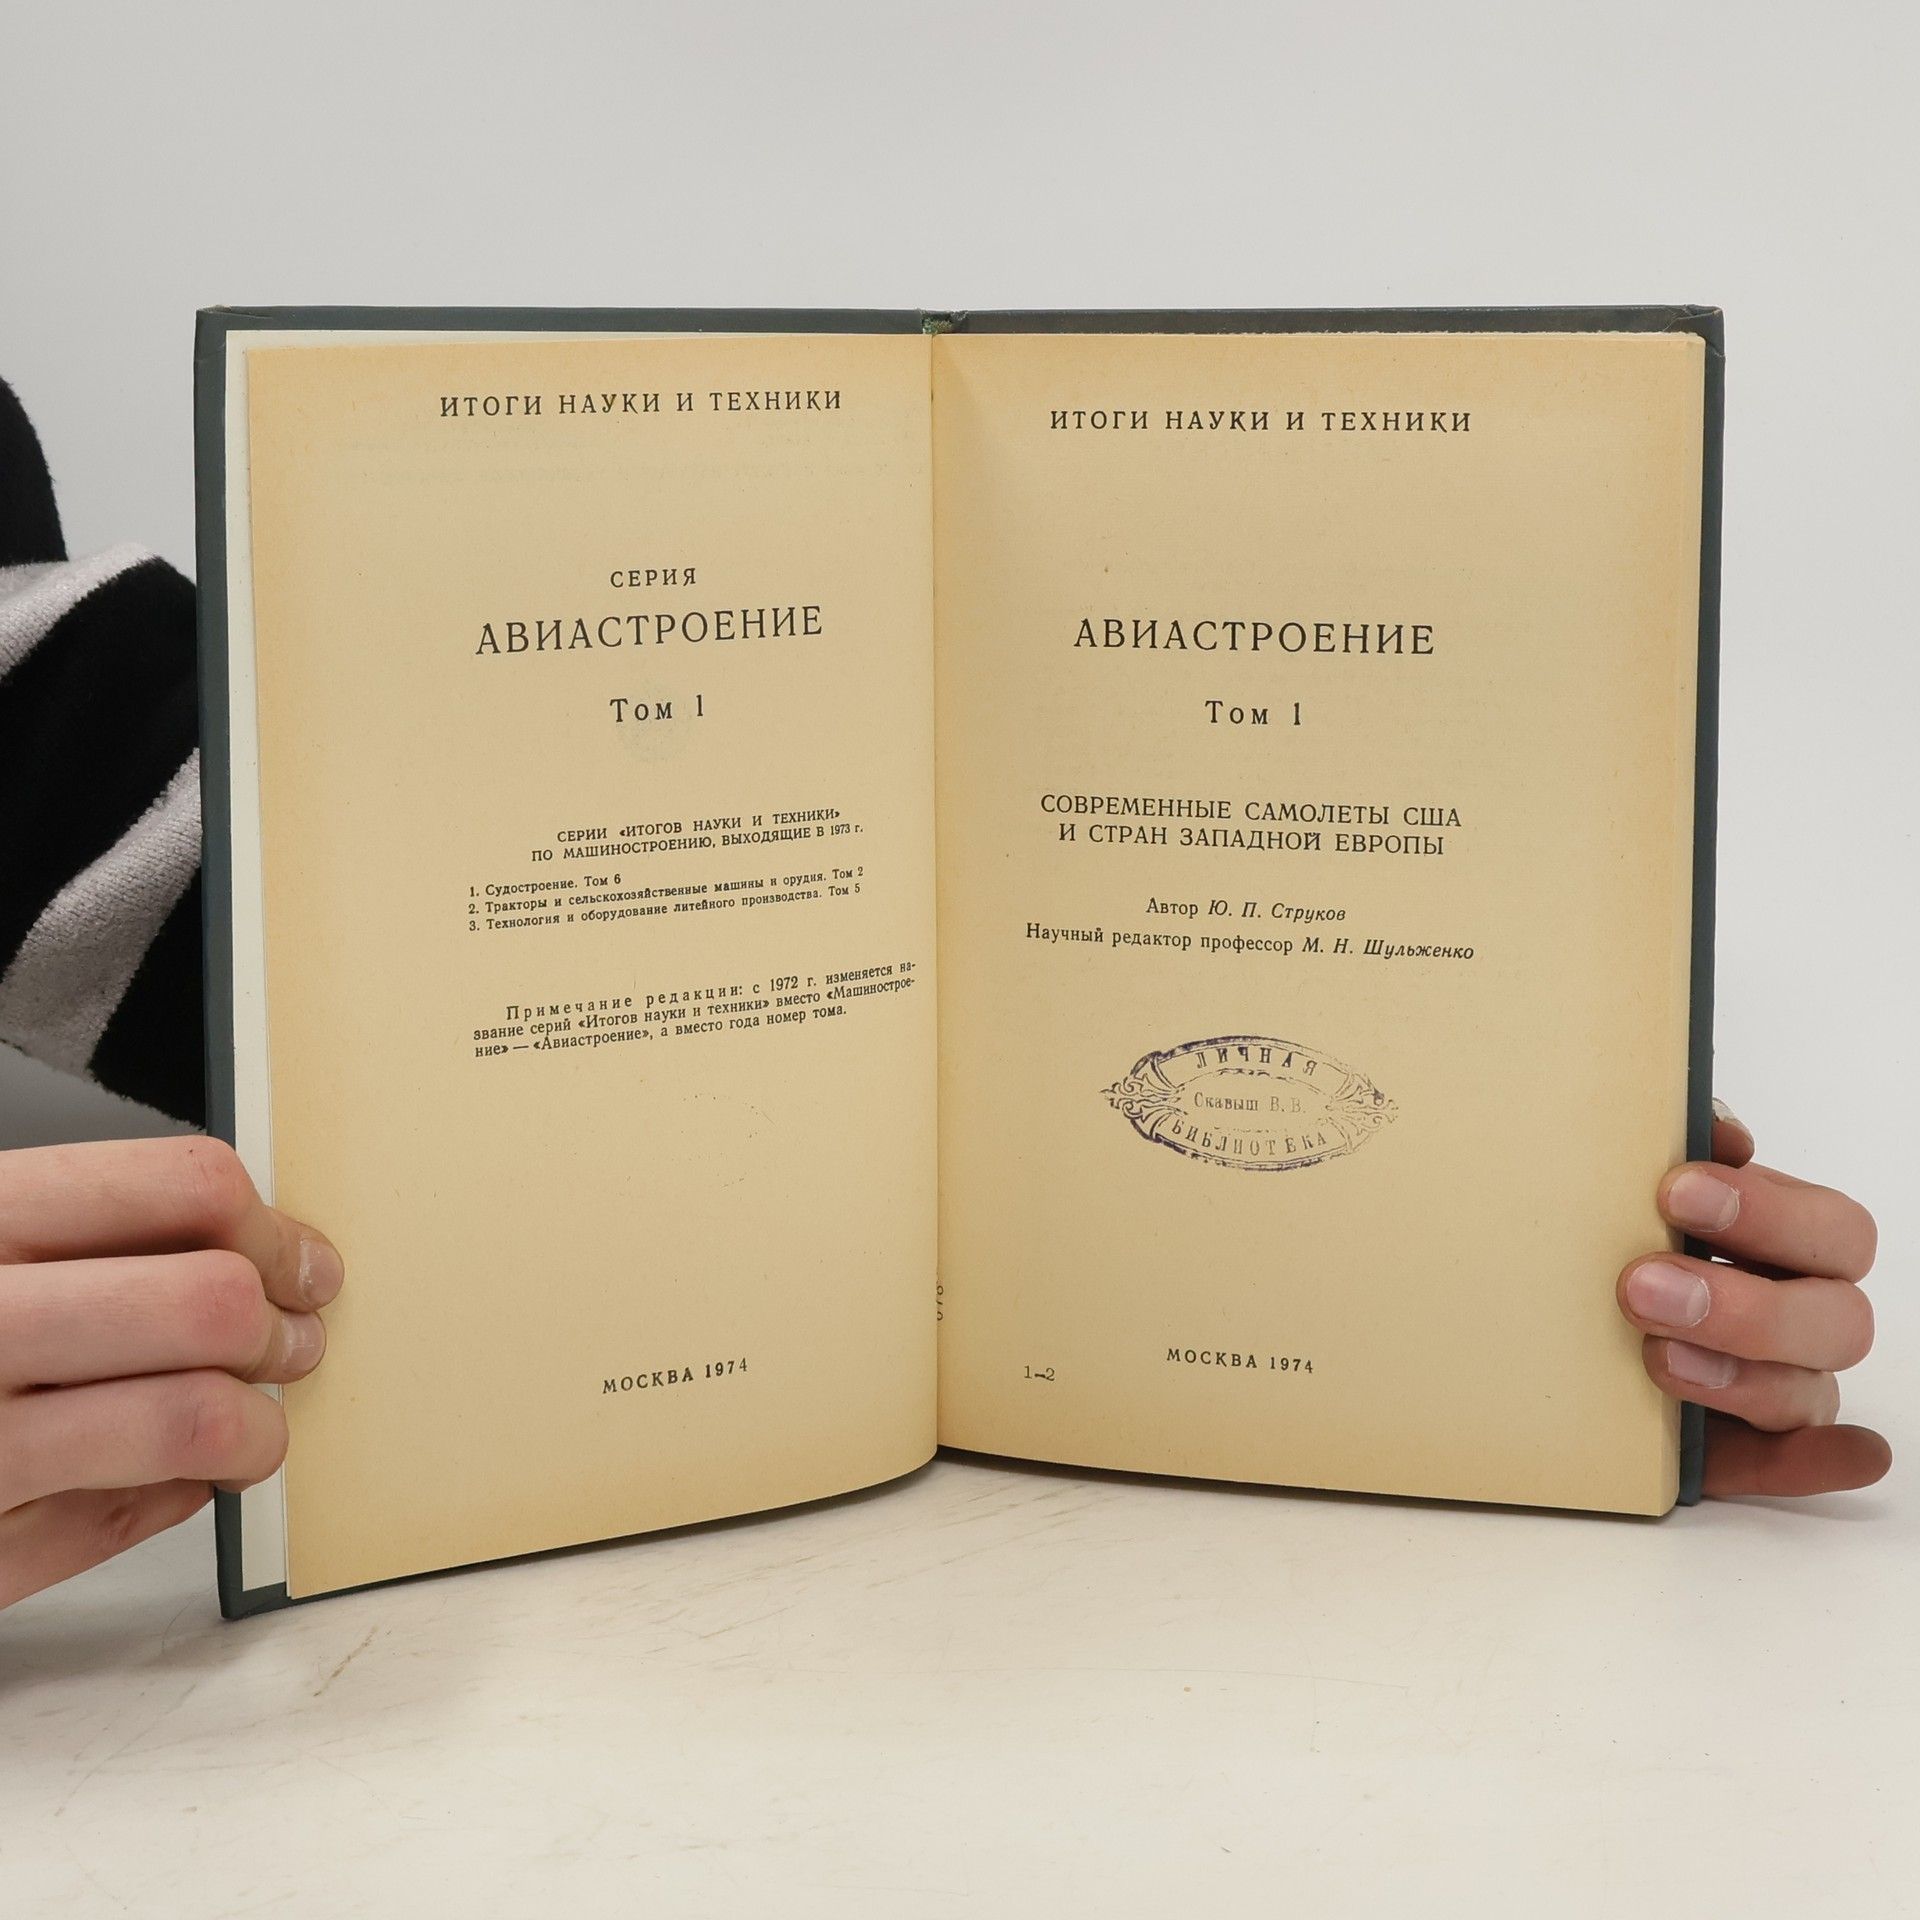 ИТОГИ НАУКИ И ТЕХНИКИ
СЕРИЯ
АВИАСТРОЕНИЕ
Том 1
СЕРИИ «ИТОГОВ НАУКИ И ТЕХНИКИ»
ПО МАШИНОСТРОЕНИЮ, ВЫХОДЯЩИЕ В 1973 г.
1. Судостроение. Том 6
2. Тракторы и сельскохозяйственные машины и орудия. Том 2
3. Технология и оборудование литейного производства. Том 5
Примечание редакции: с 1972 г. изменяется на-
звание серий «Итогов науки и техники» вместо «Машинострое-
ние» — «Авиастроение», а вместо года номер тома.
МОСКВА 1974
ИТОГИ НАУКИ И ТЕХНИКИ
АВИАСТРОЕНИЕ
Том 1
СОВРЕМЕННЫЕ САМОЛЕТЫ США
И СТРАН ЗАПАДНОЙ ЕВРОПЫ
Автор Ю. П. Струков
Научный редактор профессор М. Н. Шульженко
ЛИЧНАЯ
Скавыш В. В.
БИБЛИОТЕКА
1-2
МОСКВА 1974